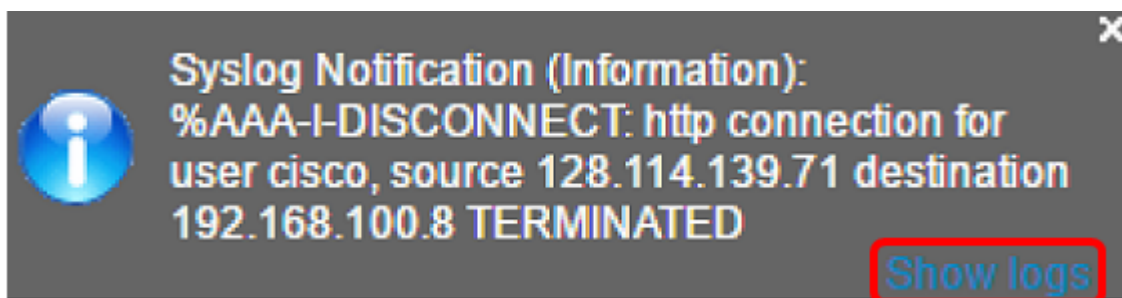 ×
Syslog Notification (Information):
%AAA-I-DISCONNECT: http connection for
user cisco, source 128.114.139.71 destination
192.168.100.8 TERMINATED
Show logs